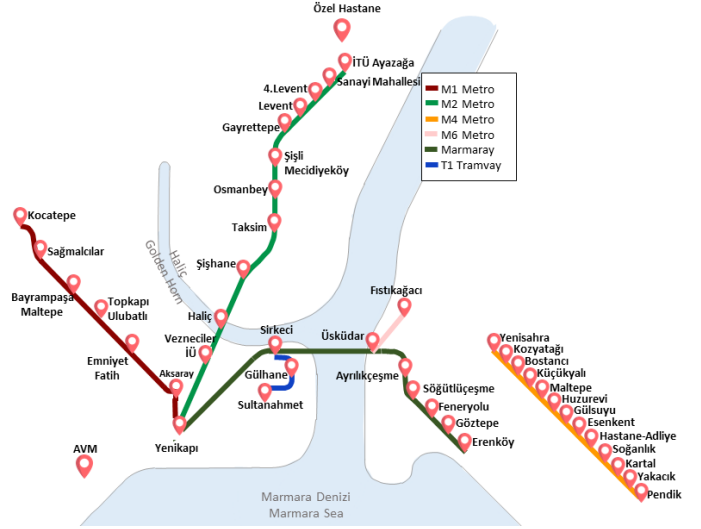 Özel Hastane
İTÜ Ayazağa
Sanayi Mahallesi
4.Levent
Levent
Gayrettepe
Şişli
Mecidiyeköy
Osmanbey
Taksim
Şişhane
Haliç
Golden Horn
M1 Metro
M2 Metro
M4 Metro
M6 Metro
Marmaray
T1 Tramvay
Kocatepe
Sağmalcılar
Bayrampaşa
Maltepe
Topkapı
Ulubatlı
Emniyet
Fatih
Aksaray
Haliç
Vezneciler
İÜ
Yenikapı
Sirkeci
Gülhane
Sultanahmet
Üsküdar
Fıstıkağacı
Ayrılıkçeşme
Söğütlüçeşme
Feneryolu
Göztepe
Erenköy
Yenisahra
Kozyatağı
Bostancı
Küçükyalı
Maltepe
Huzurevi
Gülsuyu
Esenkent
Hastane-Adliye
Soğanlık
Kartal
Yakacık
Pendik
AVM
Marmara Denizi
Marmara Sea